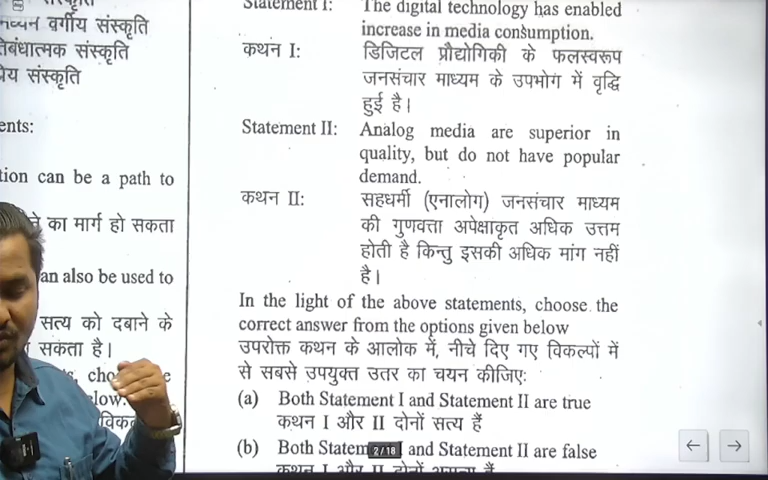 वर्गीय संस्कृति
संस्कृति
संस्कृति
ents:
tion can be a path to
का मार्ग हो सकता
an also be used to
सत्य को दबाने के
सकता है।
Statement I: The digital technology has enabled
increase in media consumption.
कथन I: डिजिटल प्रौद्योगिकी के फलस्वरूप
जनसंचार माध्यम के उपभोग में वृद्धि
हुई है।
Statement II: Analog media are superior in
quality, but do not have popular
demand.
कथन II: सहधर्मी (एनालोग) जनसंचार माध्यम
की गुणवत्ता अपेक्षाकृत अधिक उत्तम
होती है किन्तु इसकी अधिक मांग नहीं
है।
In the light of the above statements, choose the
correct answer from the options given below
उपरोक्त कथन के आलोक में, नीचे दिए गए विकल्पों में
से सबसे उपयुक्त उतर का चयन कीजिए:
(a) Both Statement I and Statement II are true
कथन I और II दोनों सत्य हैं
(b) Both Statem I and Statement II are false
कथन I और II दोनों असत्य हैं
2/18